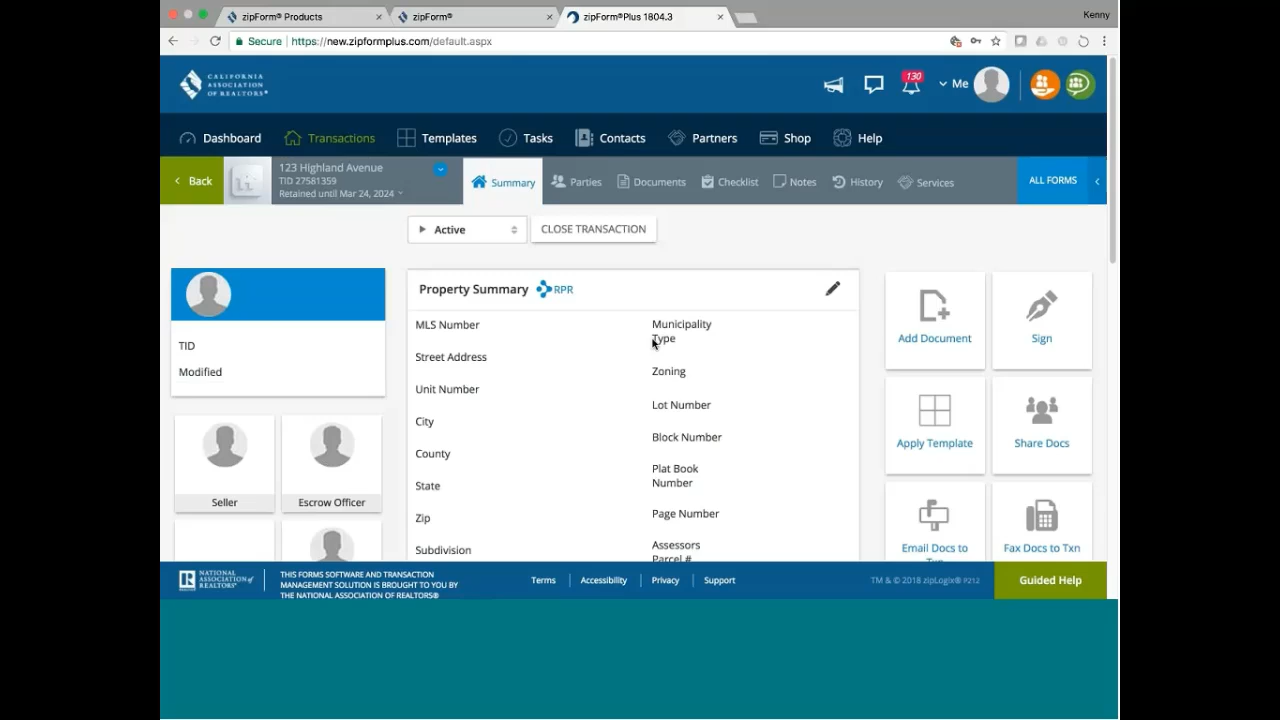 zipForm® Products
zipForm®
zipForm®Plus 1804.3
Kenny
Secure
https://new.zipformplus.com/default.aspx
CALIFORNIA
ASSOCIATION
OF REALTORS®
130
Me
Dashboard
Transactions
Templates
Tasks
Contacts
Partners
Shop
Help
Back
123 Highland Avenue
TID 27581359
Retained until Mar 24, 2024
Summary
Parties
Documents
Checklist
Notes
History
Services
ALL FORMS
Active
CLOSE TRANSACTION
TID
Modified
Seller
Escrow Officer
Property Summary
RPR
MLS Number
Street Address
Unit Number
City
County
State
Zip
Subdivision
Municipality
Type
Zoning
Lot Number
Block Number
Plat Book
Number
Page Number
Assessors
Parcel #
Add Document
Sign
Apply Template
Share Docs
Email Docs to
Txn
Fax Docs to Txn
NATIONAL
ASSOCIATION of
REALTORS®
THIS FORMS SOFTWARE AND TRANSACTION
MANAGEMENT SOLUTION IS BROUGHT TO YOU BY
THE NATIONAL ASSOCIATION OF REALTORS®
Terms
Accessibility
Privacy
Support
TM & © 2018 zipLogix® P212
Guided Help